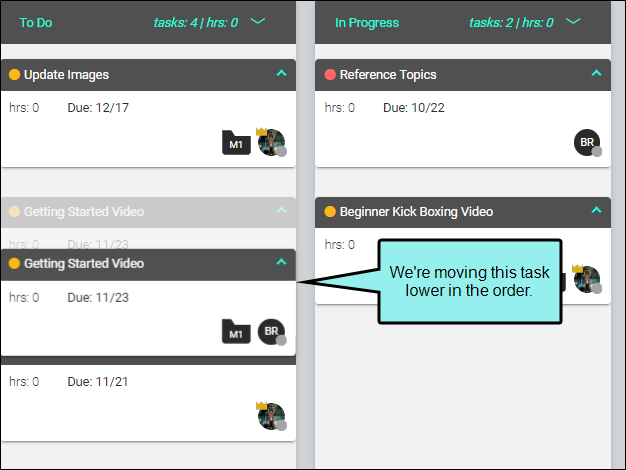 To Do
tasks: 4 | hrs: 0
Update Images
hrs: 0
Due: 12/17
M1
Getting Started Video
hrs: 0
Due: 11/23
Getting Started Video
hrs: 0
Due: 11/23
M1
BR
hrs: 0
Due: 11/21
In Progress
tasks: 2 | hrs: 0
Reference Topics
hrs: 0
Due: 10/22
BR
Beginner Kick Boxing Video
hrs: 0
We're moving this task
lower in the order.